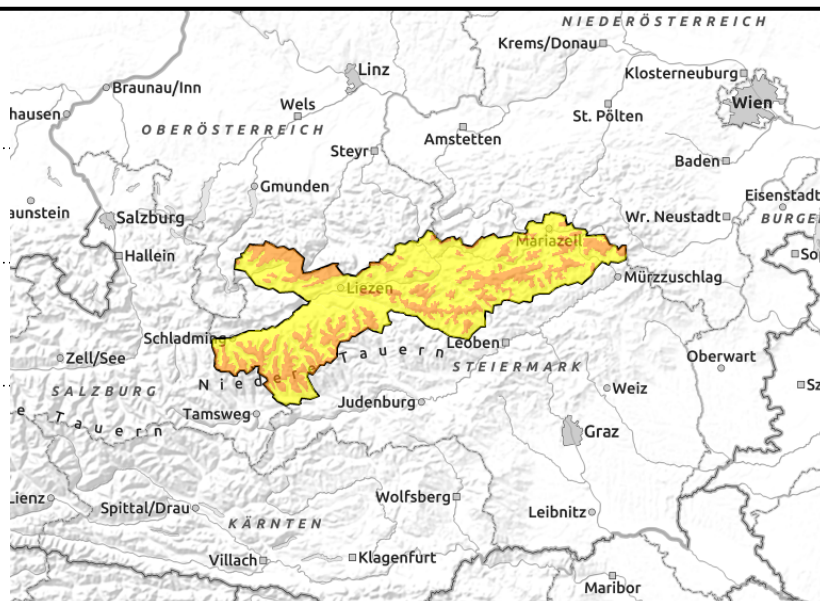 NIEDERÖSTERREICH
Krems/Donau
Linz
Klosterneuburg
Braunau/Inn
Wien
Wels
hausen
St. Pölten
OBERÖSTERREICH
Amstetten
Steyr
Baden
Gmunden
Eisenstadt
aunstein
Salzburg
Wr. Neustadt
BURGE
Mariazell
Hallein
So
Mürzzuschlag
Liezen
Schladming
Leoben
Zell/See
Niedere Tauern
STEIERMARK
Oberwart
SALZBURG
Weiz
Sz
Judenburg
Tamsweg
e Tauern
Graz
Lienz
Wolfsberg
Spittal/Drau
Leibnitz
KÄRNTEN
Villach
Klagenfurt
Maribor